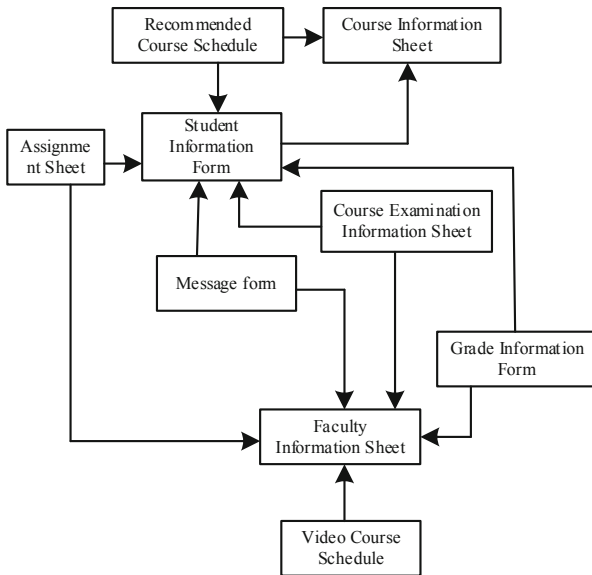 Recommended
Course Schedule
Course Information
Sheet
Student
Information
Form
Assignme
nt Sheet
Course Examination
Information Sheet
Message form
Grade Information
Form
Faculty
Information Sheet
Video Course
Schedule